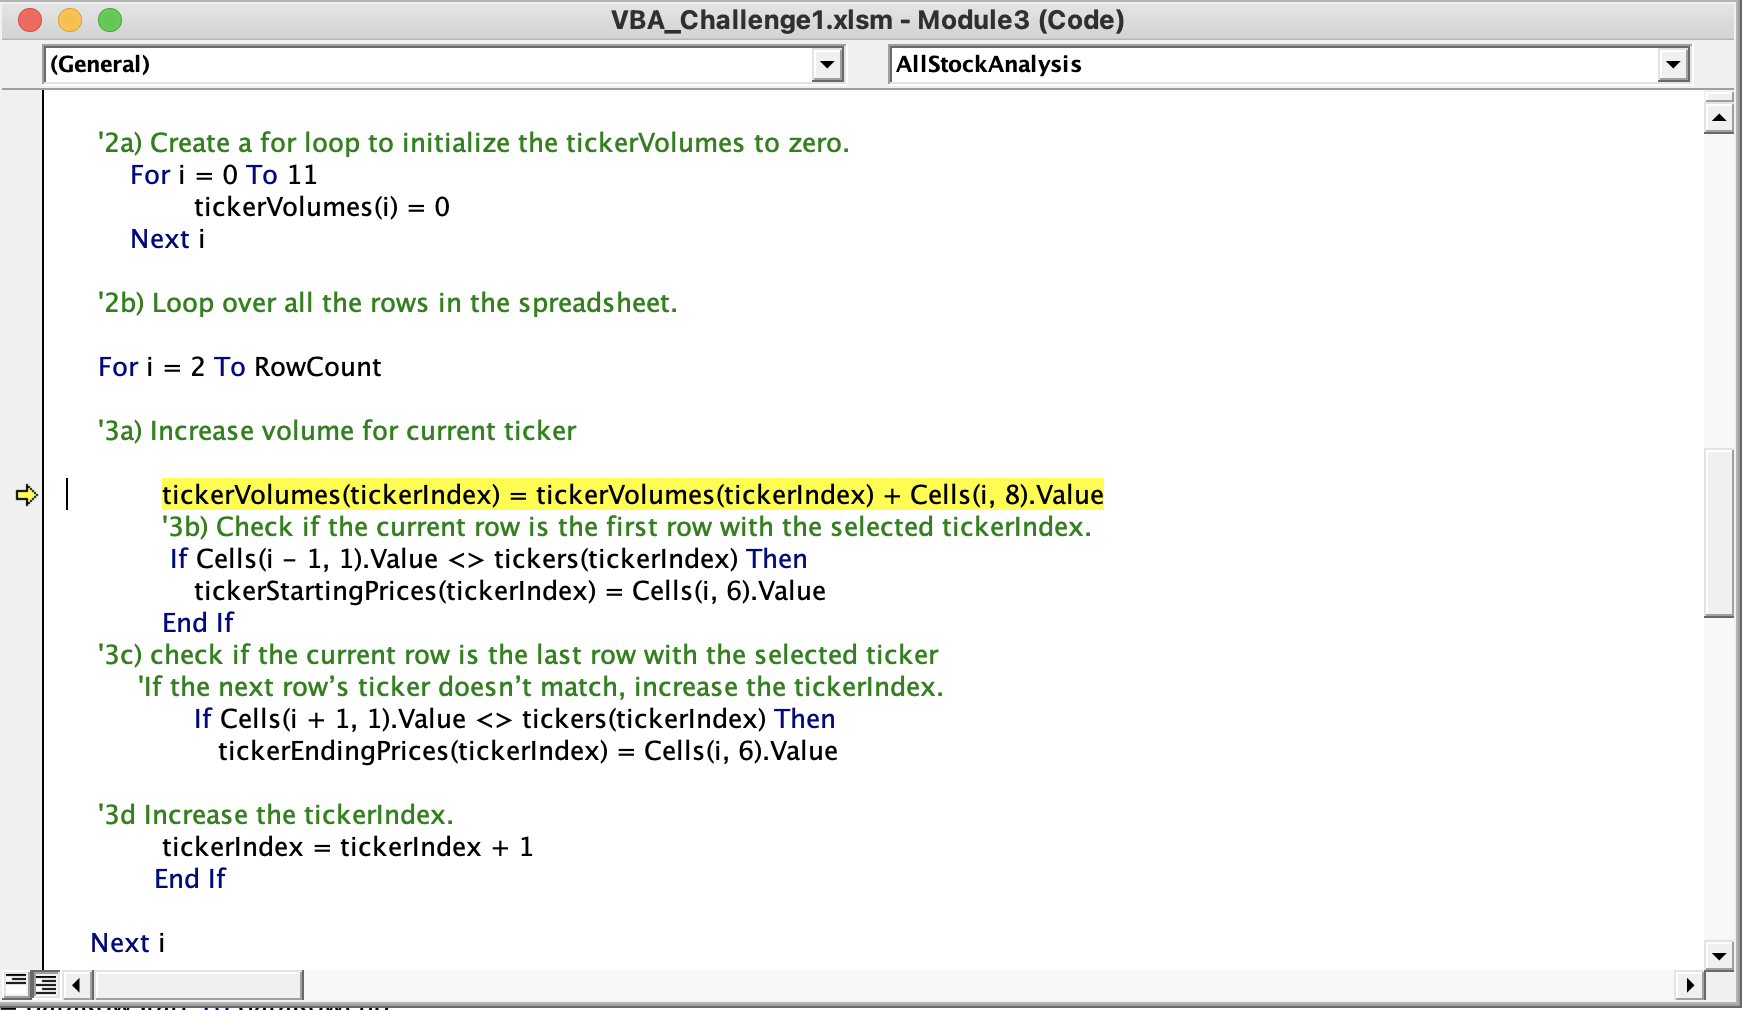 VBA_Challenge1.xlsm - Module3 (Code)
(General)
AllStockAnalysis
'2a) Create a for loop to initialize the tickerVolumes to zero.
For i = 0 To 11
tickerVolumes(i) = 0
Next i
'2b) Loop over all the rows in the spreadsheet.
For i = 2 To RowCount
'3a) Increase volume for current ticker
tickerVolumes(tickerIndex) = tickerVolumes(tickerIndex) + Cells(i, 8).Value
'3b) Check if the current row is the first row with the selected tickerIndex.
If Cells(i - 1, 1).Value <> tickers(tickerIndex) Then
tickerStartingPrices(tickerIndex) = Cells(i, 6).Value
End If
'3c) check if the current row is the last row with the selected ticker
'If the next row’s ticker doesn’t match, increase the tickerIndex.
If Cells(i + 1, 1).Value <> tickers(tickerIndex) Then
tickerEndingPrices(tickerIndex) = Cells(i, 6).Value
'3d Increase the tickerIndex.
tickerIndex = tickerIndex + 1
End If
Next i